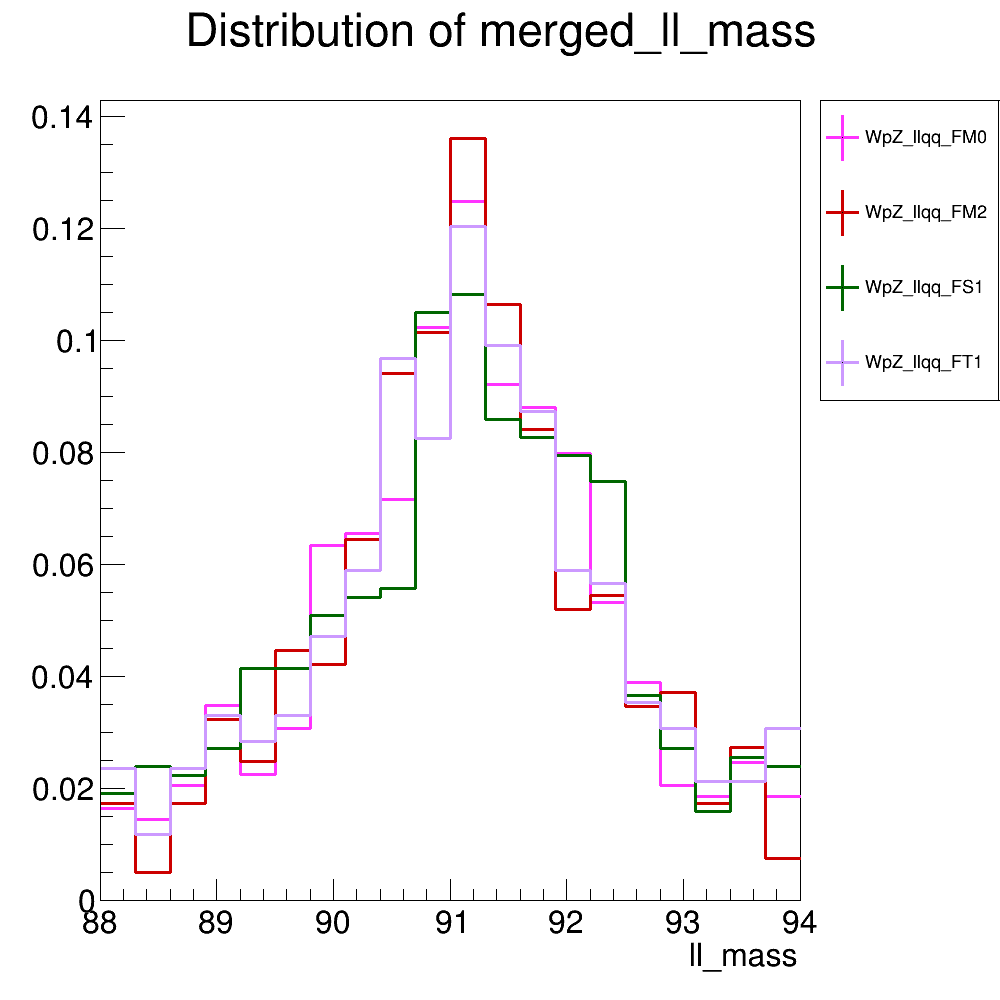 Distribution of merged_ll_mass
0.14
0.12
0.1
0.08
0.06
0.04
0.02
0
88 89 90 91 92 93 94
ll_mass
WpZ_llqq_FM0
WpZ_llqq_FM2
WpZ_llqq_FS1
WpZ_llqq_FT1